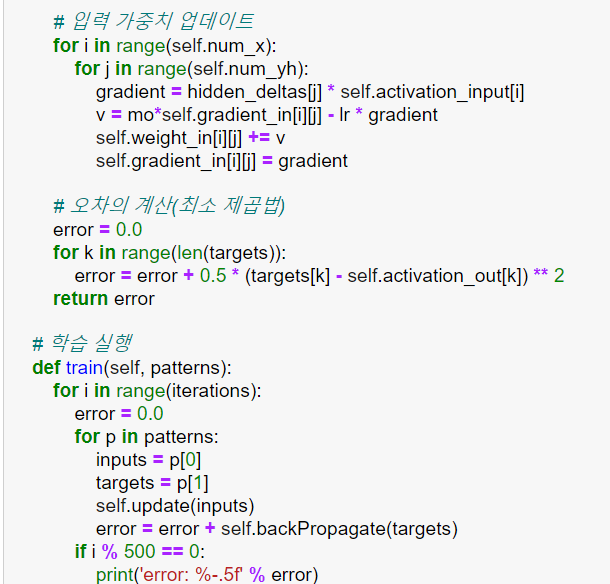 # 입력 가중치 업데이트
for i in range(self.num_x):
for j in range(self.num_yh):
gradient = hidden_deltas[j] * self.activation_input[i]
v = mo*self.gradient_in[i][j] - lr * gradient
self.weight_in[i][j] += v
self.gradient_in[i][j] = gradient
# 오차의 계산(최소 제곱법)
error = 0.0
for k in range(len(targets)):
error = error + 0.5 * (targets[k] - self.activation_out[k]) ** 2
return error
# 학습 실행
def train(self, patterns):
for i in range(iterations):
error = 0.0
for p in patterns:
inputs = p[0]
targets = p[1]
self.update(inputs)
error = error + self.backPropagate(targets)
if i % 500 == 0:
print('error: %-.5f' % error)